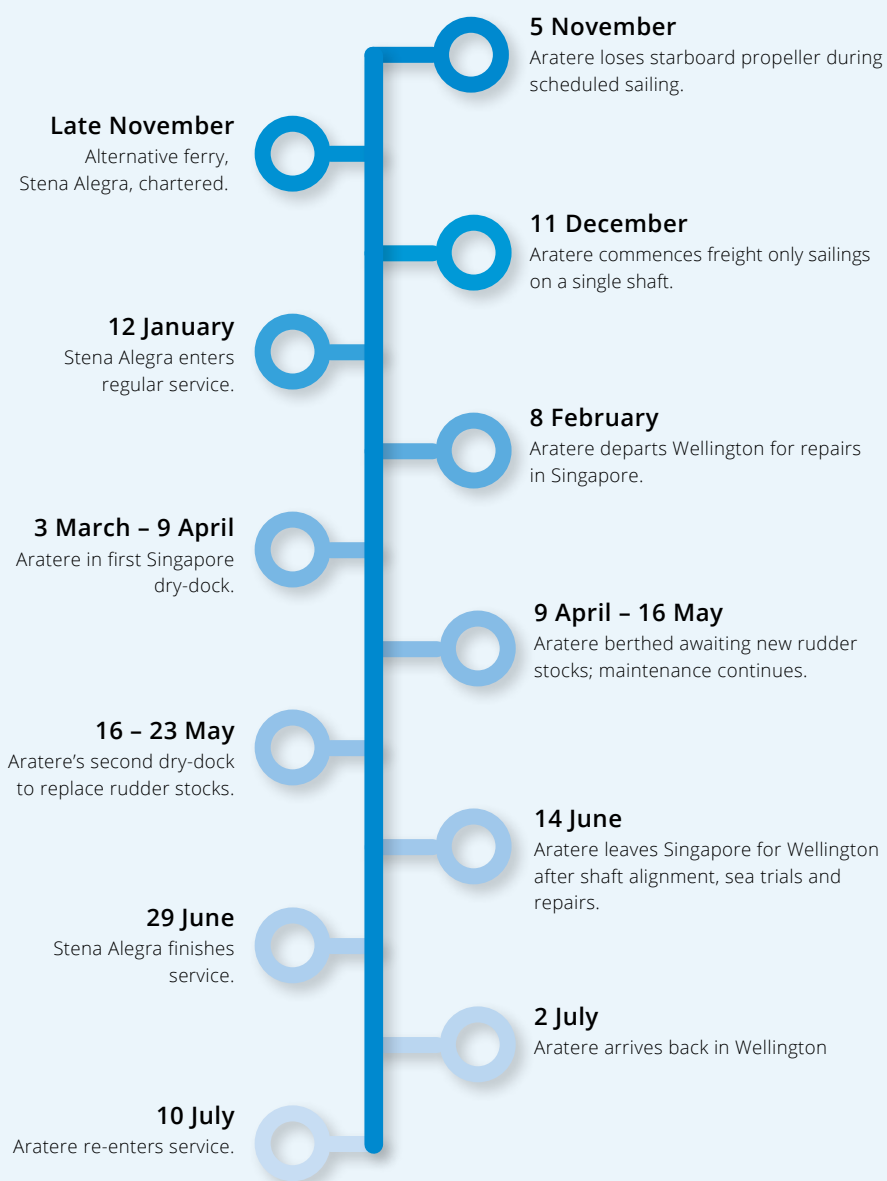 5 November
Aratere loses starboard propeller during
scheduled sailing.
Late November
Alternative ferry,
Stena Alegra, chartered.
11 December
Aratere commences freight only sailings
on a single shaft.
12 January
Stena Alegra enters
regular service.
8 February
Aratere departs Wellington for repairs
in Singapore.
3 March – 9 April
Aratere in first Singapore
dry-dock.
9 April – 16 May
Aratere berthed awaiting new rudder
stocks; maintenance continues.
16 – 23 May
Aratere’s second dry-dock
to replace rudder stocks.
14 June
Aratere leaves Singapore for Wellington
after shaft alignment, sea trials and
repairs.
29 June
Stena Alegra finishes
service.
2 July
Aratere arrives back in Wellington
10 July
Aratere re-enters service.